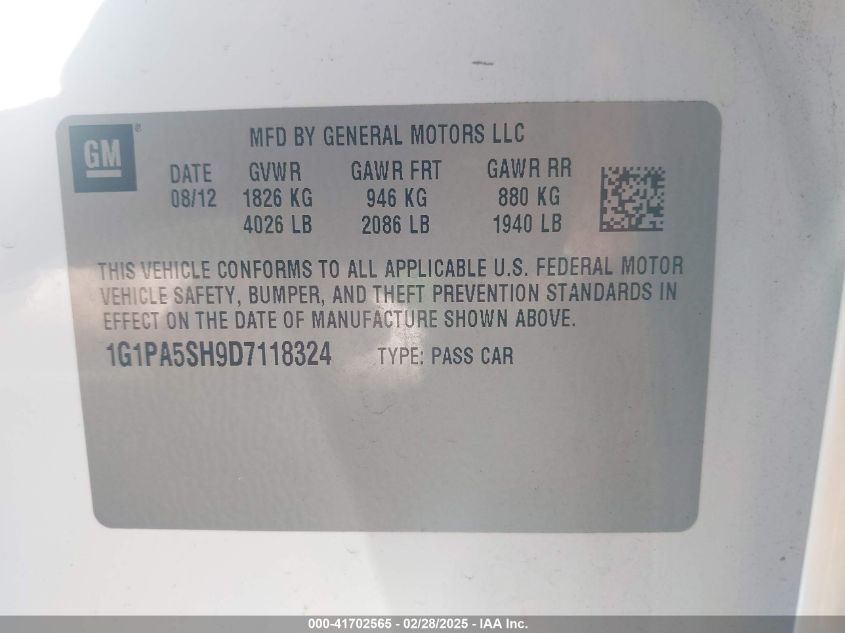 GM ®
MFD BY GENERAL MOTORS LLC
DATE GVWR GAWR FRT GAWR RR
08/12 1826 KG 946 KG 880 KG
4026 LB 2086 LB 1940 LB
THIS VEHICLE CONFORMS TO ALL APPLICABLE U.S. FEDERAL MOTOR
VEHICLE SAFETY, BUMPER, AND THEFT PREVENTION STANDARDS IN
EFFECT ON THE DATE OF MANUFACTURE SHOWN ABOVE.
1G1PA5SH9D7118324 TYPE: PASS CAR
000-41702565 - 02/28/2025 - IAA Inc.